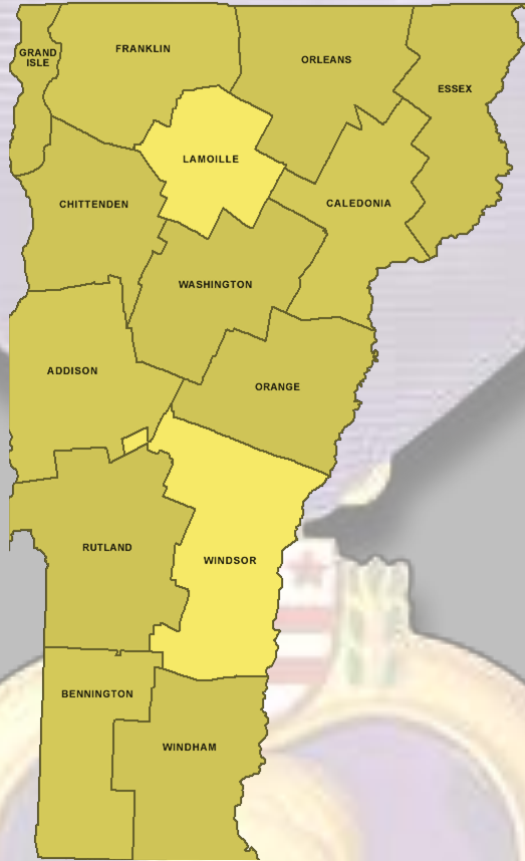 GRAND
ISLE
FRANKLIN
ORLEANS
ESSEX
LAMOILLE
CHITTENDEN
CALEDONIA
WASHINGTON
ADDISON
ORANGE
RUTLAND
WINDSOR
BENNINGTON
WINDHAM